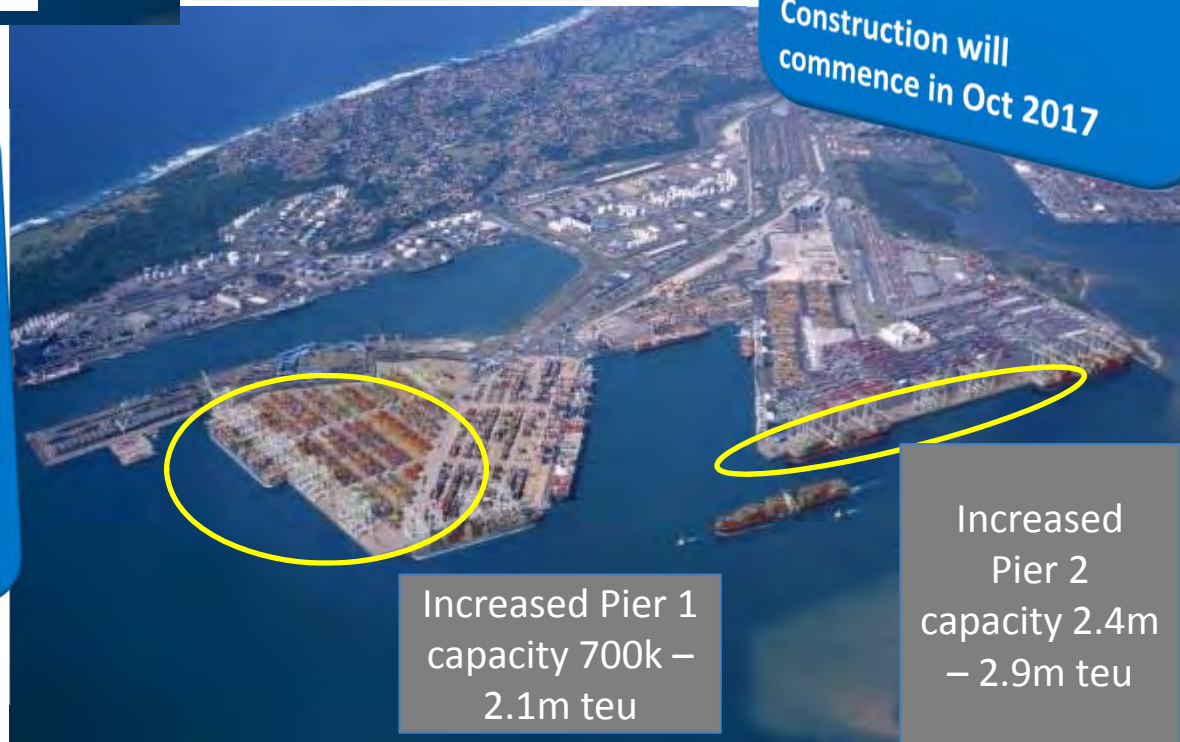 Construction will
commence in Oct 2017
Increased Pier 1
capacity 700k –
2.1m teu
Increased
Pier 2
capacity 2.4m
– 2.9m teu